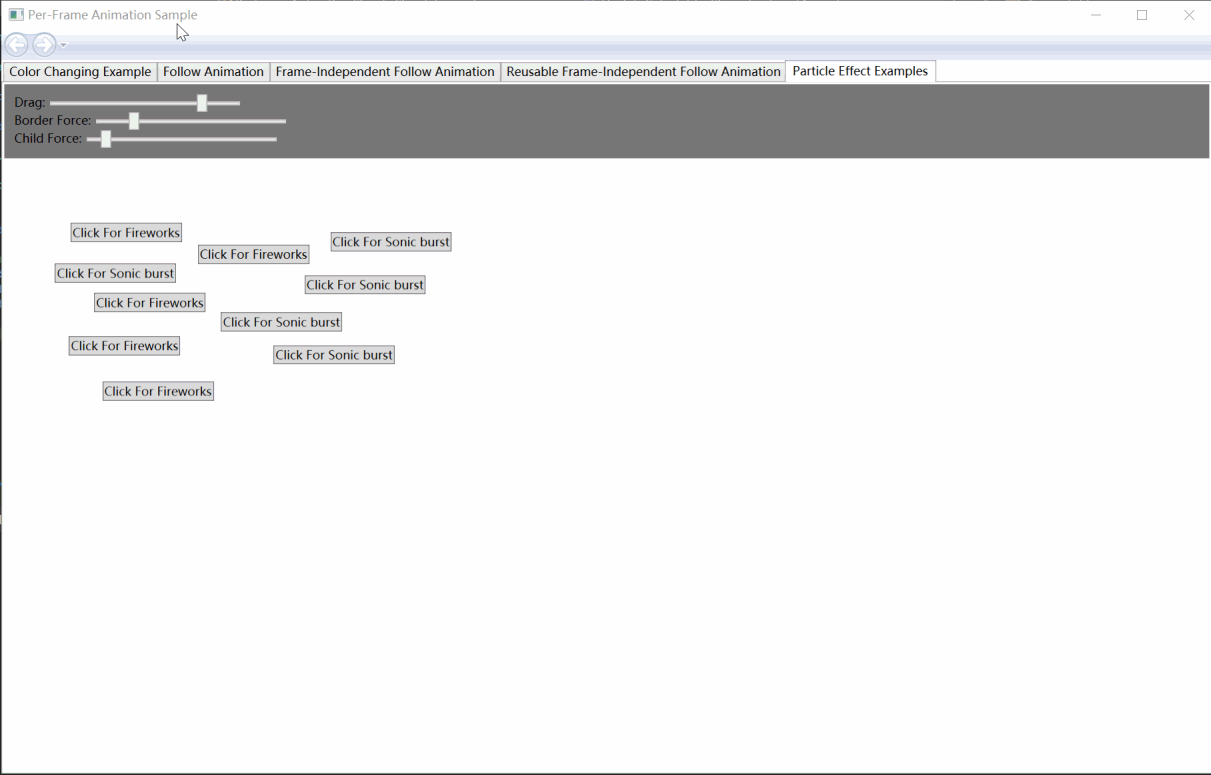 Per-Frame Animation Sample
Color Changing Example Follow Animation Frame-Independent Follow Animation Reusable Frame-Independent Follow Animation Particle Effect Examples
Drag:
Border Force:
Child Force:
Click For Fireworks
Click For Sonic burst
Click For Fireworks
Click For Sonic burst
Click For Sonic burst
Click For Fireworks
Click For Sonic burst
Click For Fireworks
Click For Sonic burst
Click For Fireworks